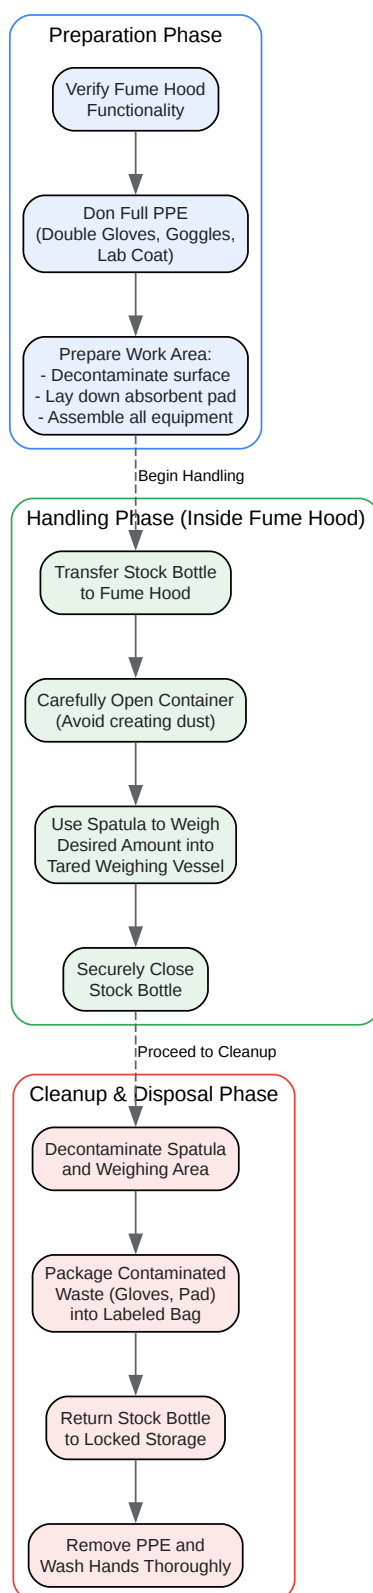 Preparation Phase
Verify Fume Hood
Functionality
Don Full PPE
(Double Gloves, Goggles,
Lab Coat)
Prepare Work Area:
- Decontaminate surface
- Lay down absorbent pad
- Assemble all equipment
Begin Handling
Handling Phase (Inside Fume Hood)
Transfer Stock Bottle
to Fume Hood
Carefully Open Container
(Avoid creating dust)
Use Spatula to Weigh
Desired Amount into
Tared Weighing Vessel
Securely Close
Stock Bottle
Proceed to Cleanup
Cleanup & Disposal Phase
Decontaminate Spatula
and Weighing Area
Package Contaminated
Waste (Gloves, Pad)
into Labeled Bag
Return Stock Bottle
to Locked Storage
Remove PPE and
Wash Hands Thoroughly